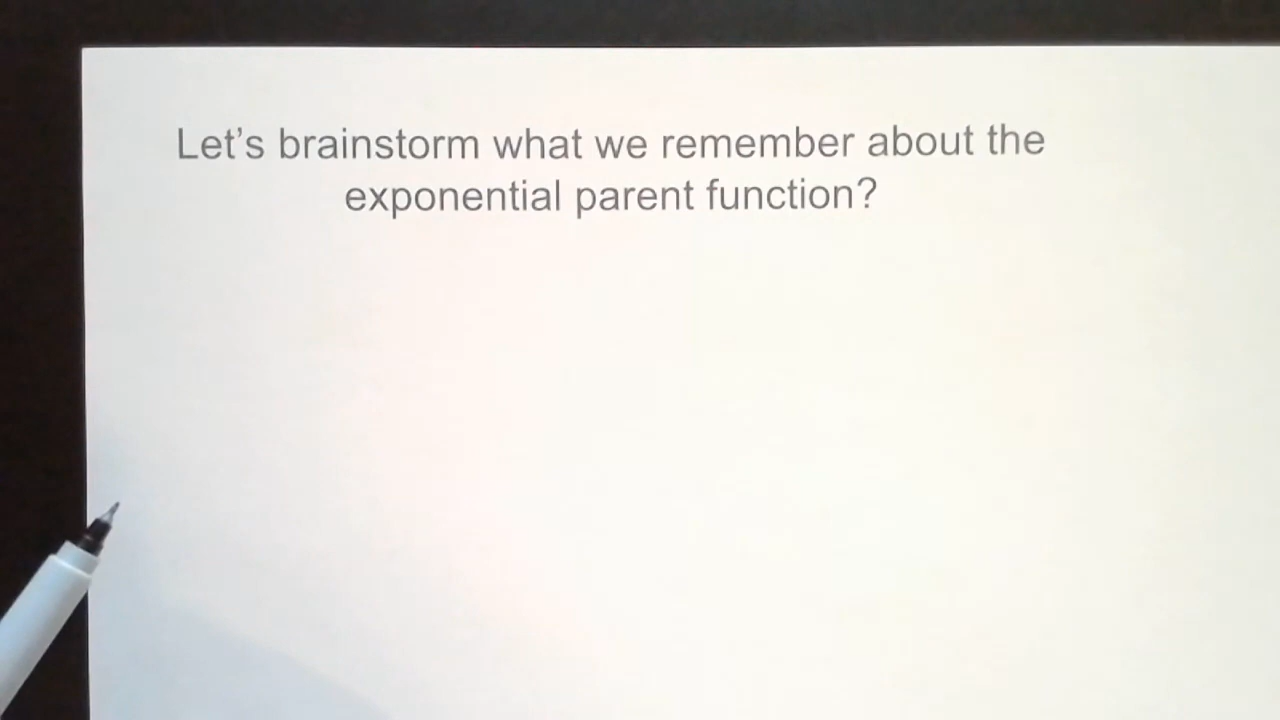 Let’s brainstorm what we remember about the
exponential parent function?